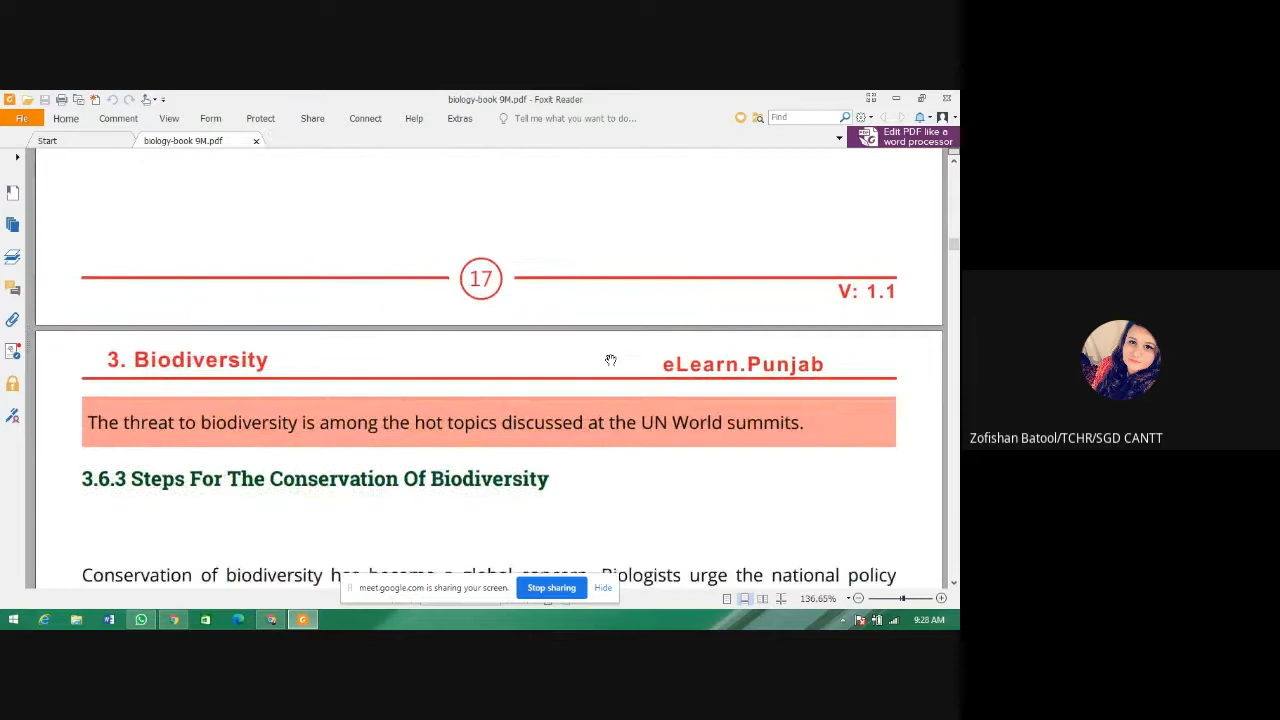 biology-book 9M.pdf - Foxit Reader
File Home Comment View Form Protect Share Connect Help Extras Tell me what you want to do... Find
Start biology-book 9M.pdf
Edit PDF like a
word processor
17
V: 1.1
3. Biodiversity eLearn.Punjab
The threat to biodiversity is among the hot topics discussed at the UN World summits.
3.6.3 Steps For The Conservation Of Biodiversity
Zofishan Batool/TCHR/SGD CANTT
Conservation of biodiversity has become a global concern. Biologists urge the national policy
meet.google.com is sharing your screen. Stop sharing Hide
136.65%
9:28 AM